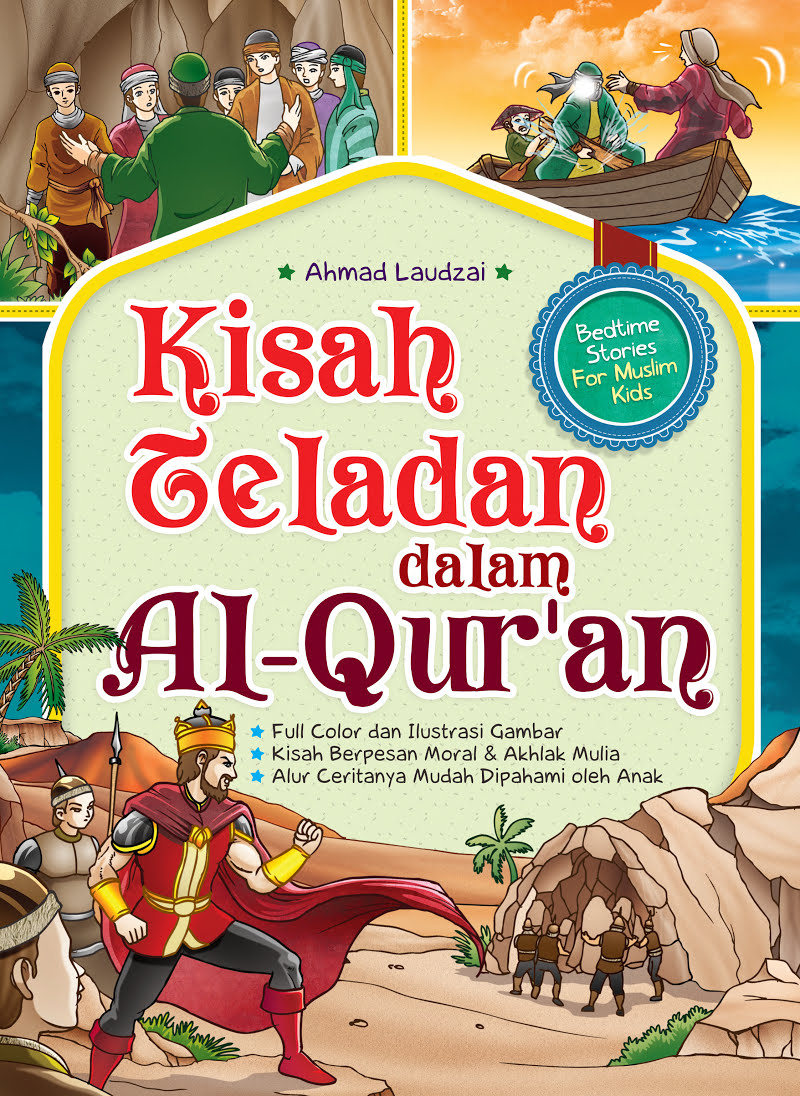 Ahmad Laudzai
Kisah
Teladan
dalam
Al-Qur'an
Bedtime
Stories
For Muslim
Kids
Full Color dan Ilustrasi Gambar
Kisah Berpesan Moral & Akhlak Mulia
Alur Ceritanya Mudah Dipahami oleh Anak